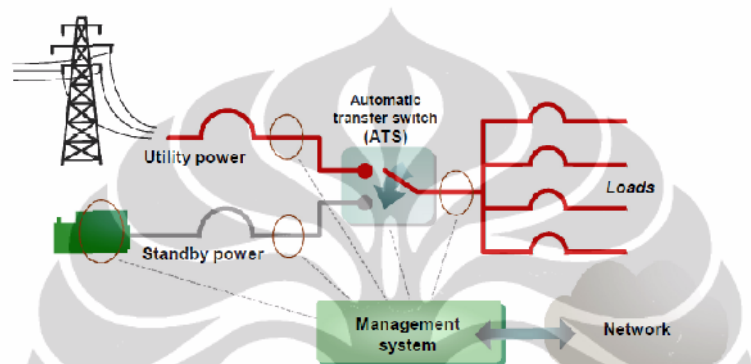 Automatic
transfer switch
(ATS)
Utility power
Loads
Standby power
Management
system
Network